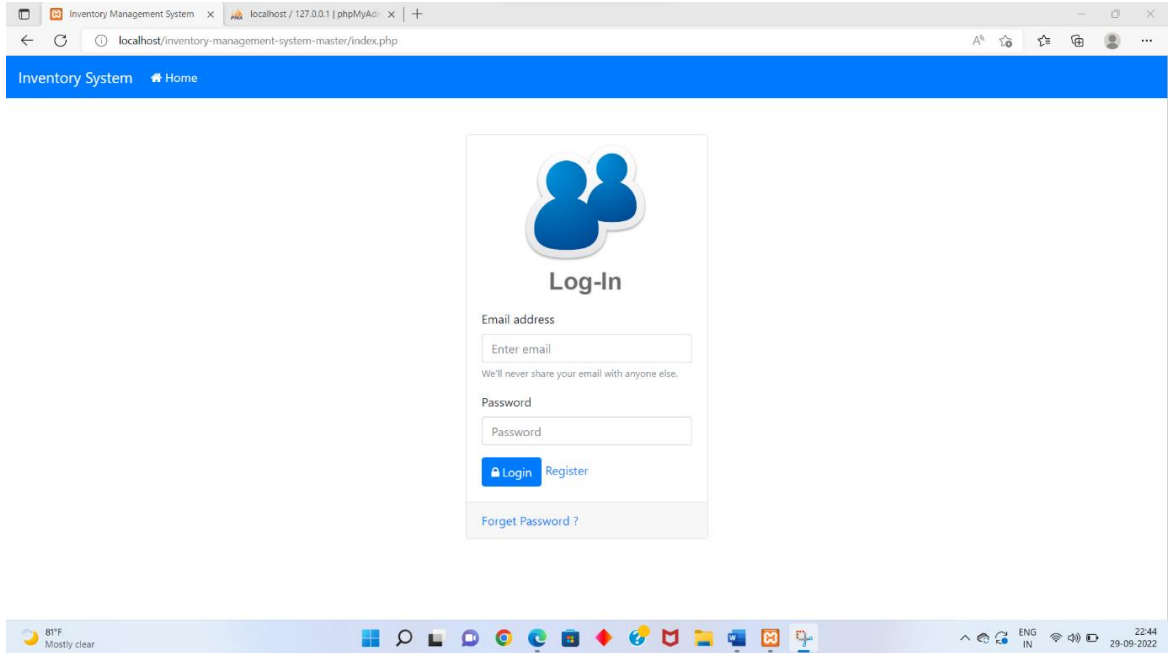 Inventory Management System
localhost / 127.0.0.1 | phpMyAdm
localhost/inventory-management-system-master/index.php
Inventory System Home
Log-In
Email address
Enter email
We'll never share your email with anyone else.
Password
Password
Login Register
Forget Password ?
81°F
Mostly clear
ENG
IN
22:44
29-09-2022